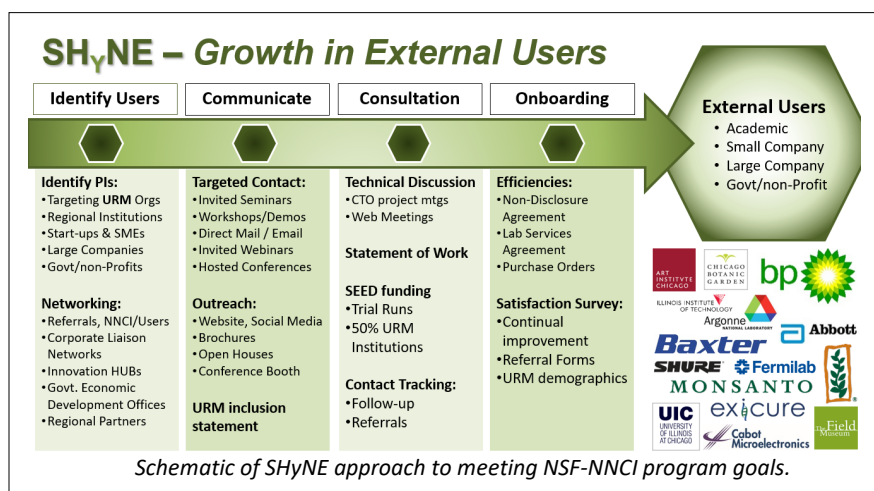 SHYNE – Growth in External Users
Identify Users
Communicate
Consultation
Onboarding
External Users
• Academic
• Small Company
• Large Company
• Govt/non-Profit
Identify PIs:
• Targeting URM Orgs
• Regional Institutions
• Start-ups & SMEs
• Large Companies
• Govt/non-Profits
Networking:
• Referrals, NNCI/Users
• Corporate Liaison
Networks
• Innovation HUBs
• Govt. Economic
Development Offices
• Regional Partners
Targeted Contact:
• Invited Seminars
• Workshops/Demos
• Direct Mail / Email
• Invited Webinars
• Hosted Conferences
Outreach:
• Website, Social Media
• Brochures
• Open Houses
• Conference Booth
URM inclusion
statement
Technical Discussion
• CTO project mtgs
• Web Meetings
Statement of Work
SEED funding
• Trial Runs
• 50% URM
Institutions
Contact Tracking:
• Follow-up
• Referrals
Efficiencies:
• Non-Disclosure
Agreement
• Lab Services
Agreement
• Purchase Orders
Satisfaction Survey:
• Continual
improvement
• Referral Forms
• URM demographics
ART
INSTITVTE
CHICAGO
CHICAGO
BOTANIC
GARDEN
bp
ILLINOIS INSTITUTE
OF TECHNOLOGY
Argonne
NATIONAL LABORATORY
Abbott
Baxter
SHURE
Fermilab
MONSANTO
UIC
UNIVERSITY
OF ILLINOIS
AT CHICAGO
exicure
Cabot
Microelectronics
The Field
Museum
Schematic of SHyNE approach to meeting NSF-NNCI program goals.